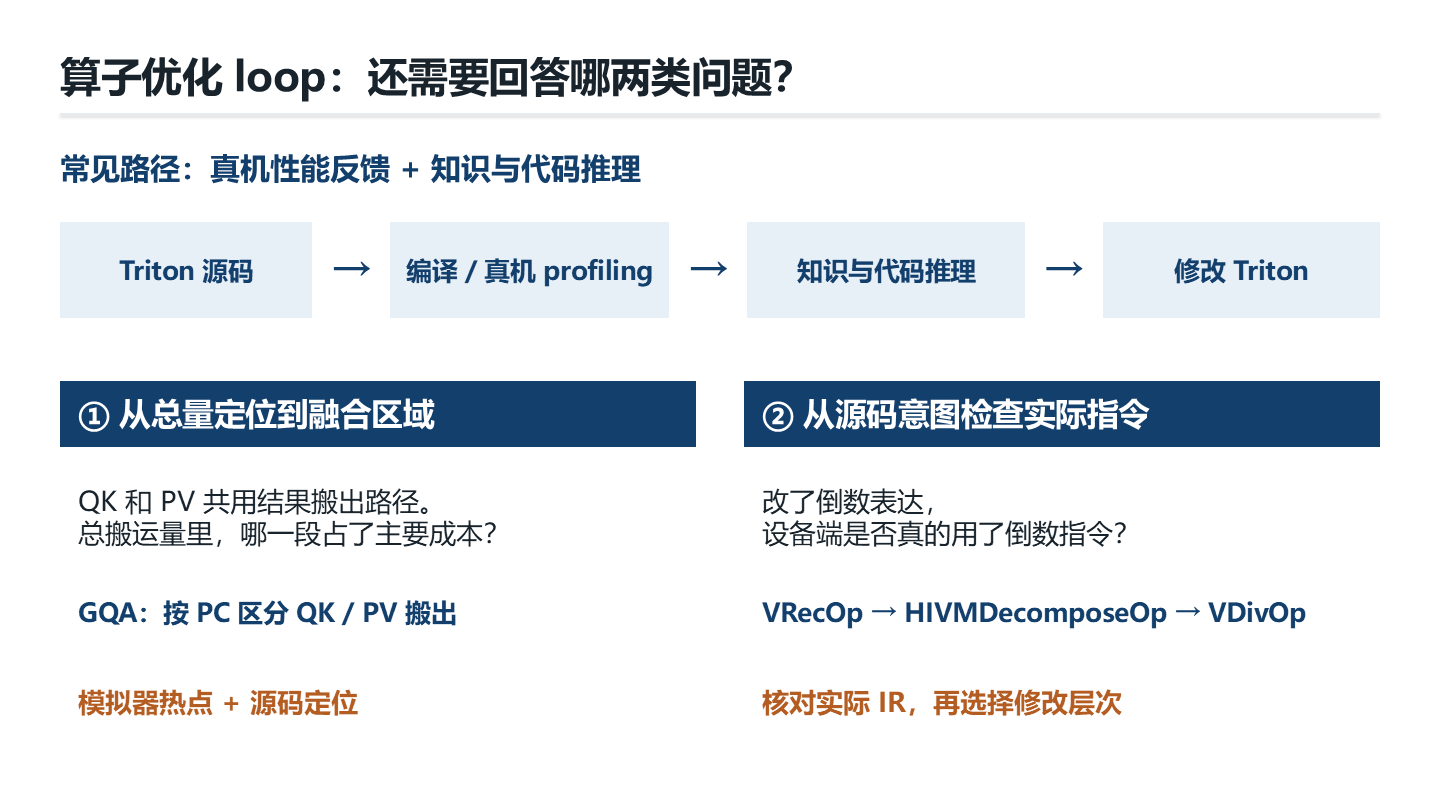 算子优化 loop：还需要回答哪两类问题？
常见路径：真机性能反馈 + 知识与代码推理
Triton 源码
→
编译 / 真机 profiling
→
知识与代码推理
→
修改 Triton
① 从总量定位到融合区域
QK 和 PV 共用结果搬出路径。
总搬运量里，哪一段占了主要成本？
GQA：按 PC 区分 QK / PV 搬出
模拟器热点 + 源码定位
② 从源码意图检查实际指令
改了倒数表达，
设备端是否真的用了倒数指令？
VRecOp → HIVMDecomposeOp → VDivOp
核对实际 IR，再选择修改层次